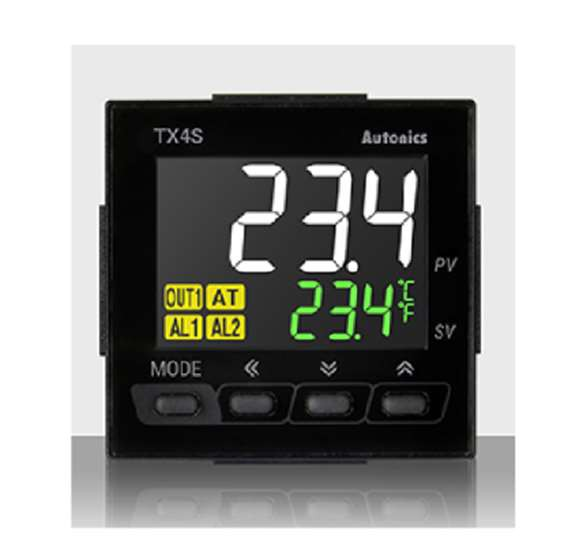 TX4S Autonics
23.4
PV
OUT1 AT 23.4 °C °F
AL1 AL2 SV
MODE